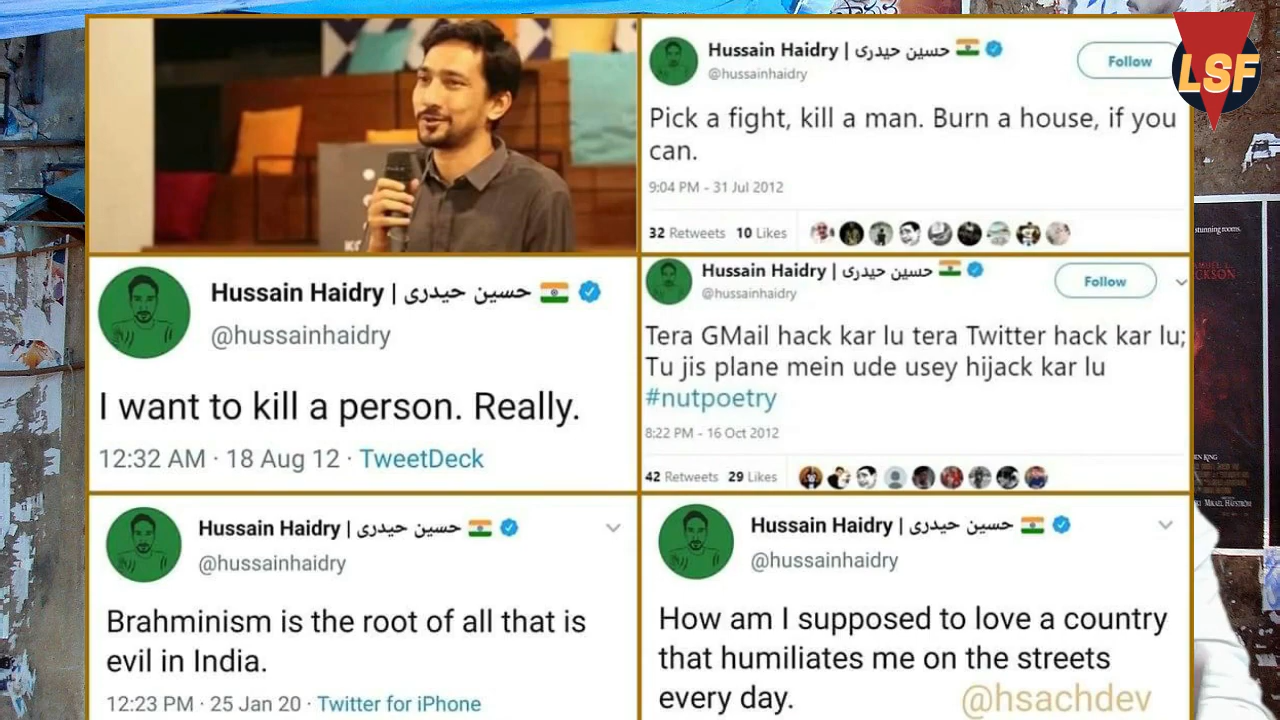 LSF
Hussain Haidry | حسین حیدری
@hussainhaidry
Follow
Pick a fight, kill a man. Burn a house, if you
can.
9:04 PM - 31 Jul 2012
32 Retweets 10 Likes
Hussain Haidry | حسین حیدری
@hussainhaidry
I want to kill a person. Really.
12:32 AM · 18 Aug 12 · TweetDeck
Hussain Haidry | حسین حیدری
@hussainhaidry
Follow
Tera GMail hack kar lu tera Twitter hack kar lu;
Tu jis plane mein ude usey hijack kar lu
#nutpoetry
8:22 PM - 16 Oct 2012
42 Retweets 29 Likes
Hussain Haidry | حسین حیدری
@hussainhaidry
Brahminism is the root of all that is
evil in India.
12:23 PM · 25 Jan 20 · Twitter for iPhone
Hussain Haidry | حسین حیدری
@hussainhaidry
How am I supposed to love a country
that humiliates me on the streets
every day.
@hsachdev
stunning rooms.
CKSON